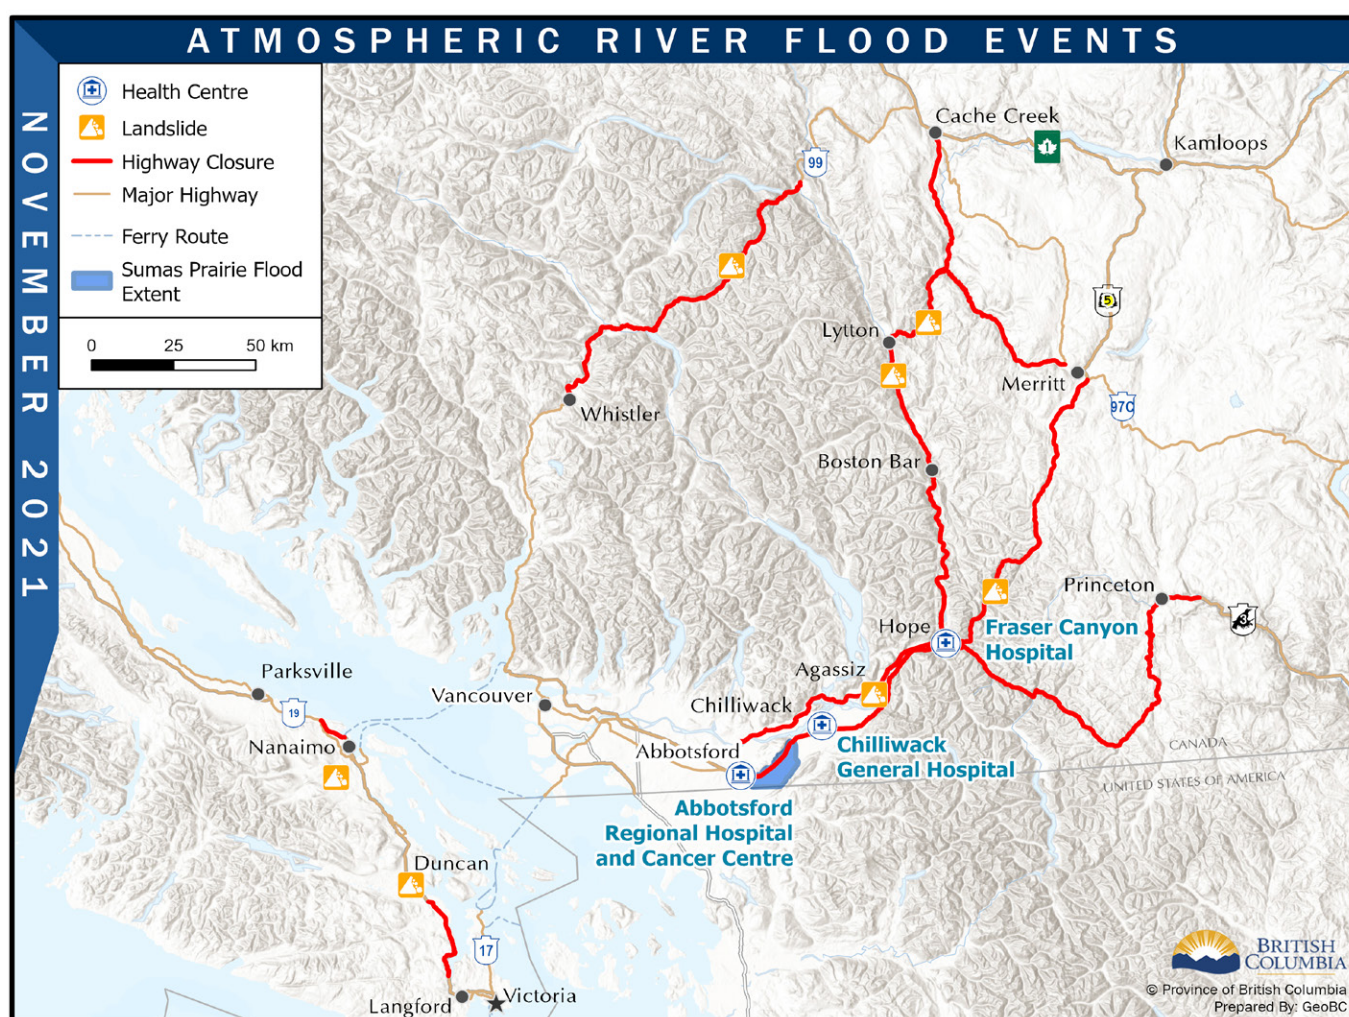 ATMOSPHERIC RIVER FLOOD EVENTS
NOVEMBER 2021
Health Centre
Landslide
Highway Closure
Major Highway
Ferry Route
Sumas Prairie Flood
Extent
0 25 50 km
Cache Creek
1
Kamloops
99
5
Lytton
Merritt
97C
Whistler
Boston Bar
Princeton
3
Hope
Fraser Canyon
Hospital
Agassiz
Parksville
Vancouver
Chilliwack
19
Nanaimo
Abbotsford
Chilliwack
General Hospital
CANADA
UNITED STATES OF AMERICA
Abbotsford
Regional Hospital
and Cancer Centre
Duncan
17
Langford
Victoria
BRITISH
COLUMBIA
© Province of British Columbia
Prepared By: GeoBC